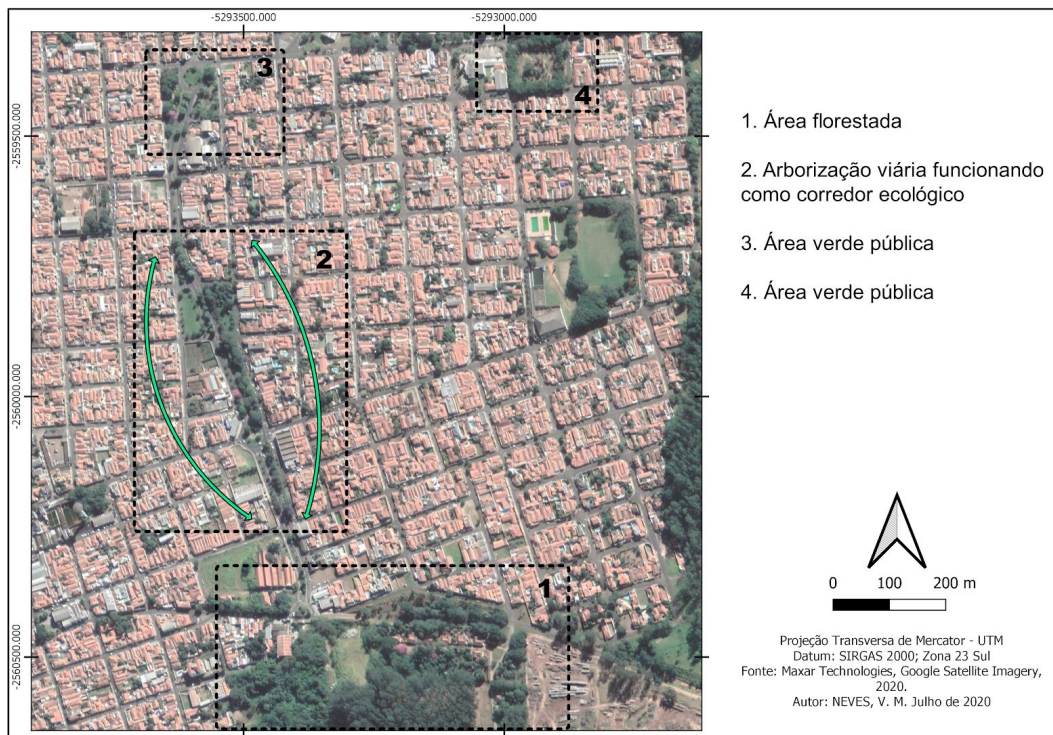 -5293500.000
-5293000.000
3
4
-2559500.000
1. Área florestada
2. Arborização viária funcionando
como corredor ecológico
3. Área verde pública
4. Área verde pública
2
-2560000.000
1
-2560500.000
0 100 200 m
Projeção Transversa de Mercator - UTM
Datum: SIRGAS 2000; Zona 23 Sul
Fonte: Maxar Technologies, Google Satellite Imagery,
2020.
Autor: NEVES, V. M. Julho de 2020